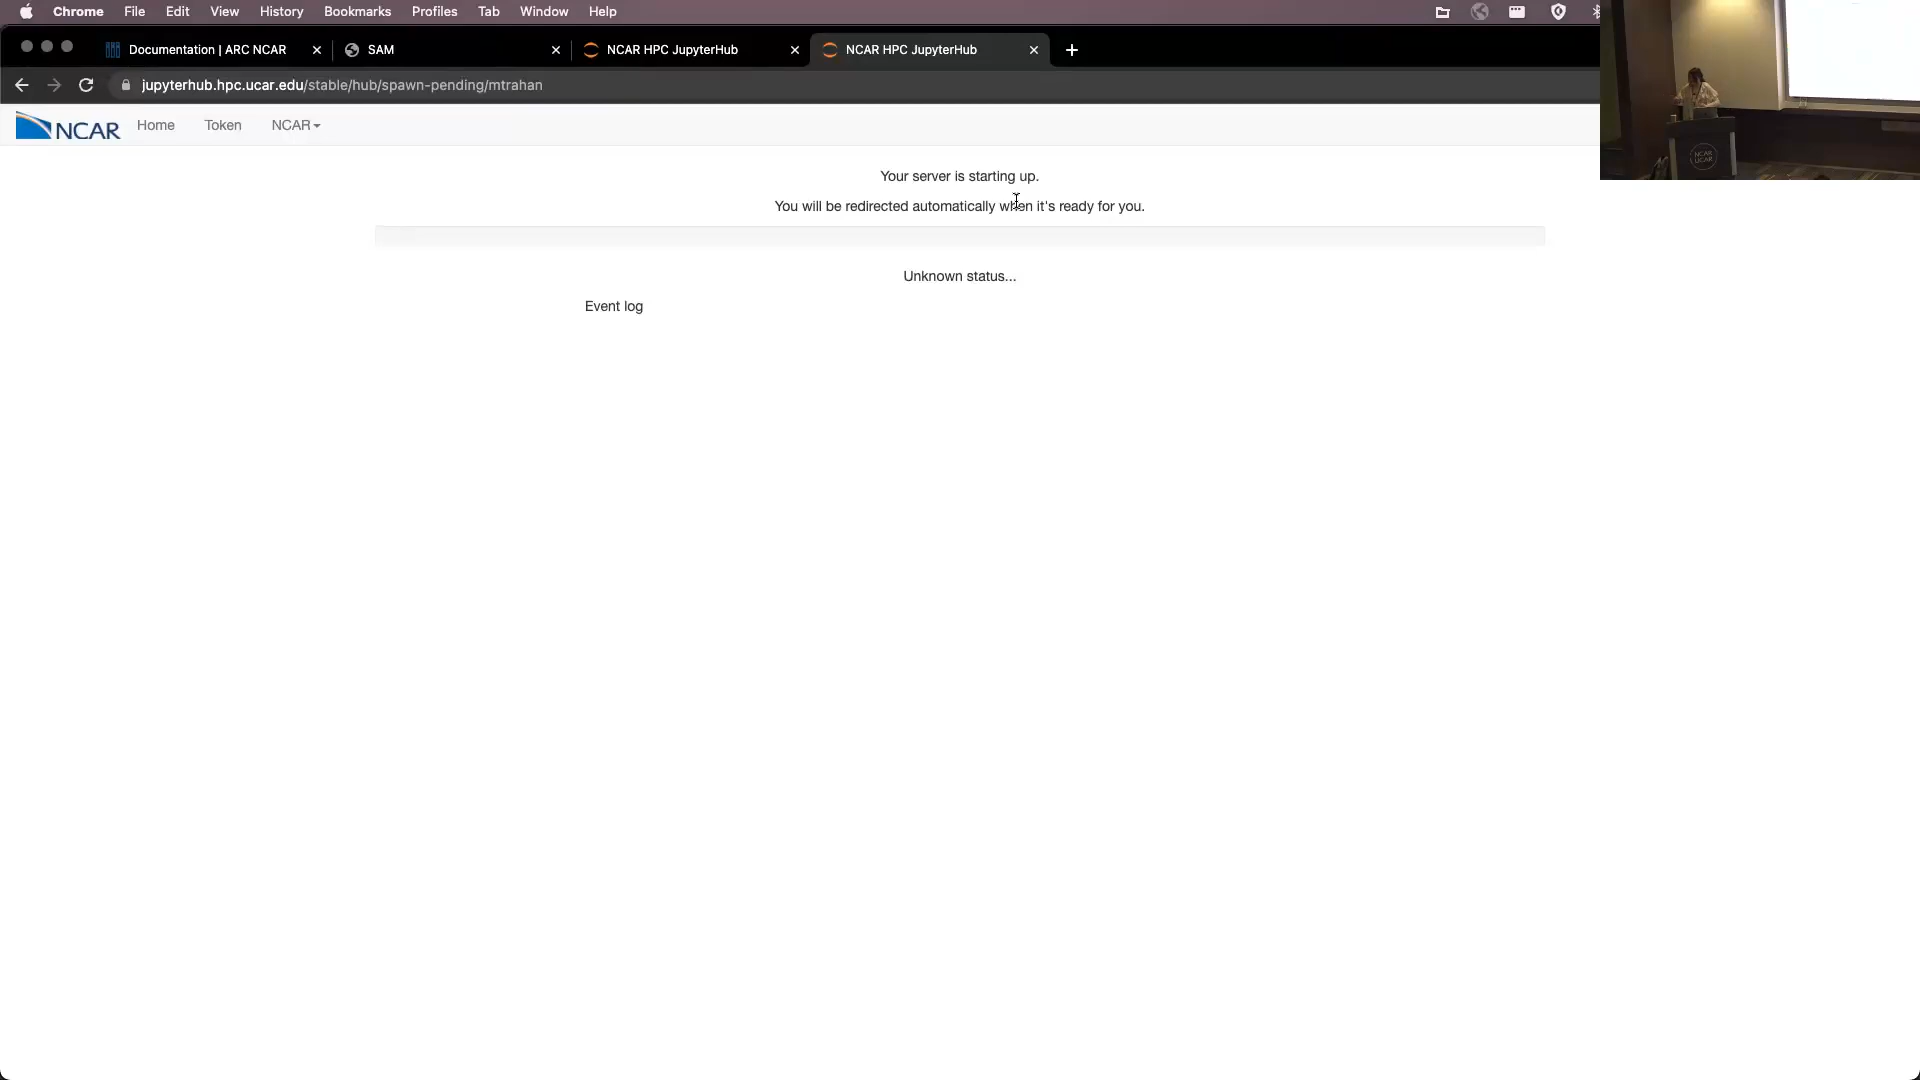 Chrome File Edit View History Bookmarks Profiles Tab Window Help
Documentation | ARC NCAR
SAM
NCAR HPC JupyterHub
NCAR HPC JupyterHub
jupyterhub.hpc.ucar.edu/stable/hub/spawn-pending/mtrahan
NCAR Home Token NCAR
Your server is starting up.
You will be redirected automatically when it's ready for you.
Unknown status...
Event log
NCAR
UCAR